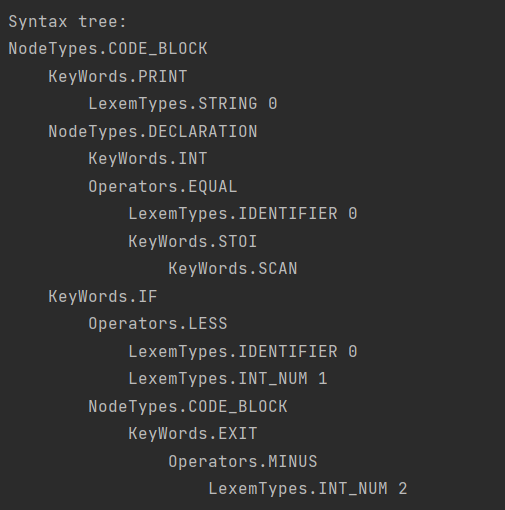 Syntax tree:
NodeTypes.CODE_BLOCK
    KeyWords.PRINT
        LexemTypes.STRING 0
    NodeTypes.DECLARATION
        KeyWords.INT
        Operators.EQUAL
            LexemTypes.IDENTIFIER 0
            KeyWords.STOI
                KeyWords.SCAN
    KeyWords.IF
        Operators.LESS
            LexemTypes.IDENTIFIER 0
            LexemTypes.INT_NUM 1
        NodeTypes.CODE_BLOCK
            KeyWords.EXIT
                Operators.MINUS
                    LexemTypes.INT_NUM 2